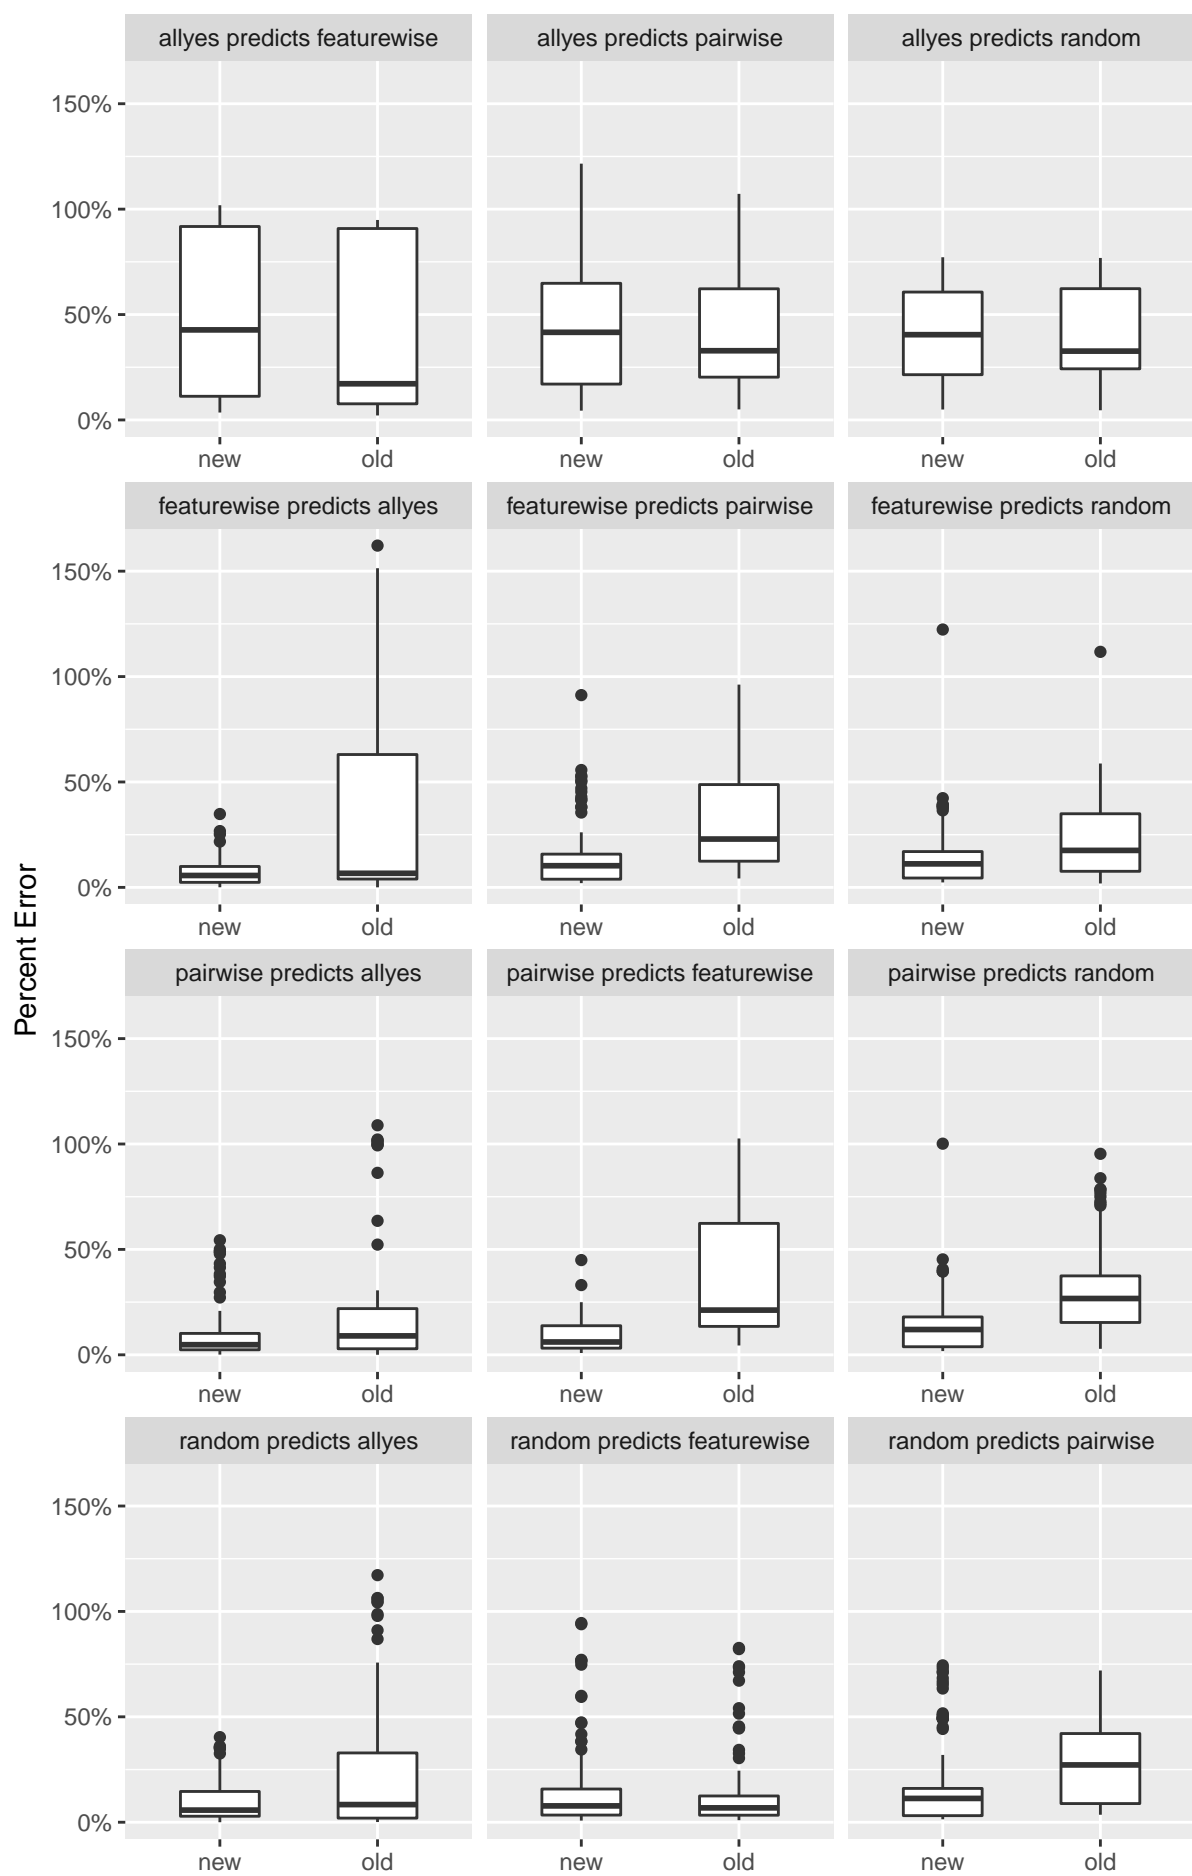 allyes predicts featurewise
allyes predicts pairwise
allyes predicts random
150%
100%
50%
0%
new
old
new
old
new
old
featurewise predicts allyes
featurewise predicts pairwise
featurewise predicts random
150%
100%
50%
0%
new
old
new
old
new
old
Percent Error
pairwise predicts allyes
pairwise predicts featurewise
pairwise predicts random
150%
100%
50%
0%
new
old
new
old
new
old
random predicts allyes
random predicts featurewise
random predicts pairwise
150%
100%
50%
0%
new
old
new
old
new
old